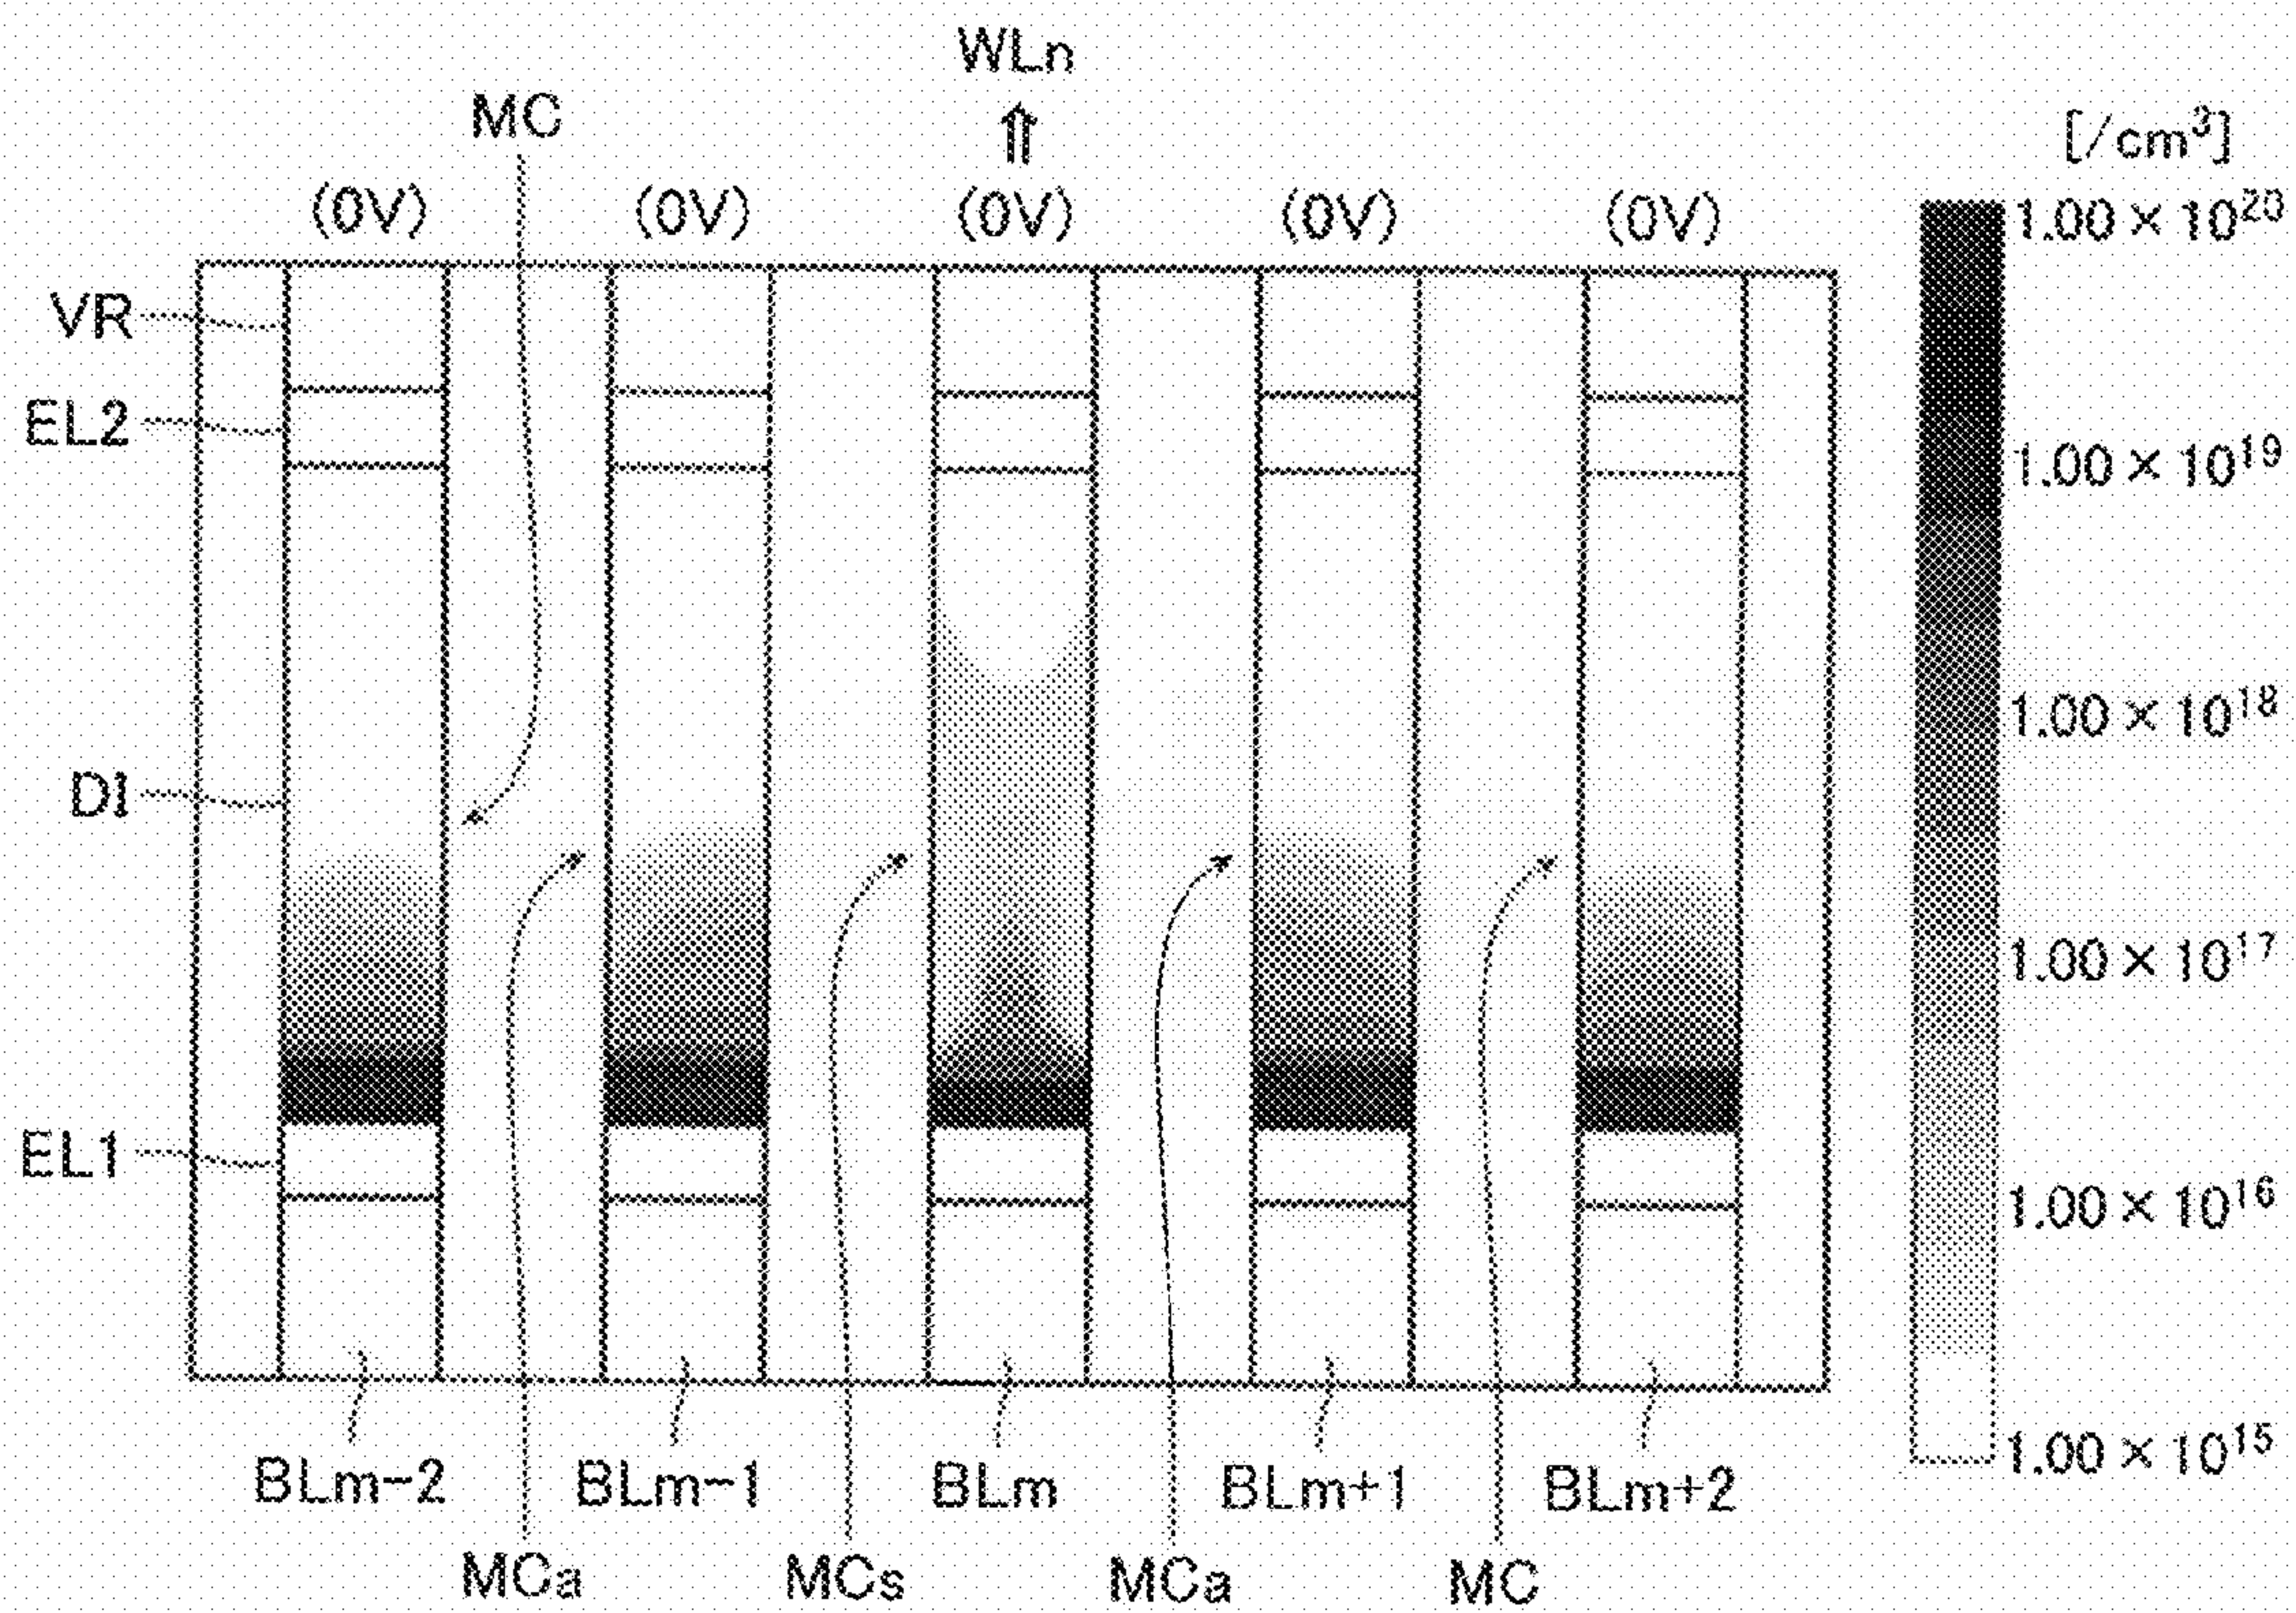 WLn
⇑
MC
[/cm³]
(0V) (0V) (0V) (0V) (0V)
1.00 × 10²⁰
VR
EL2
1.00 × 10¹⁹
1.00 × 10¹⁸
DI
1.00 × 10¹⁷
EL1
1.00 × 10¹⁶
1.00 × 10¹⁵
BLm-2 BLm-1 BLm BLm+1 BLm+2
MCa MCs MCa MC